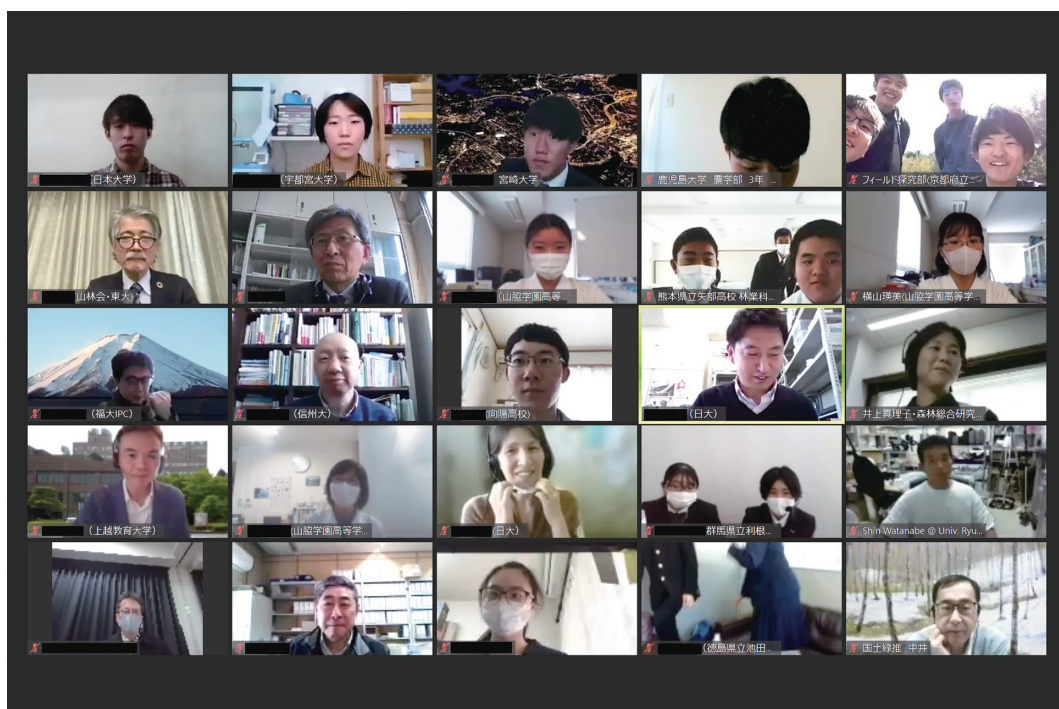 日本大学)
(宇都宮大学)
宮崎大学
鹿児島大学 農学部 3年 ...
フィールド探究部(京都府立...
山林会・東大)
(山脇学園高等...
熊本県立矢部高校 林業科...
横山瑛美(山脇学園高等学...
(福大IPC)
(信州大)
(向陽高校)
(日大)
井上真理子・森林総合研究...
(上越教育大学)
(山脇学園高等学...
(日大)
群馬県立利根...
Shin Watanabe @ Univ. Ryu...
(徳島県立池田...
国土緑推 中井